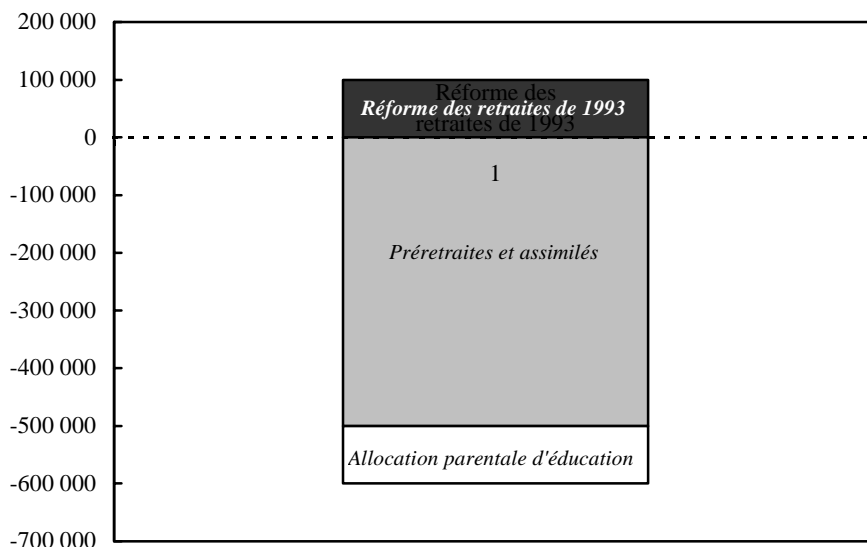 200 000
100 000
0
-100 000
-200 000
-300 000
-400 000
-500 000
-600 000
-700 000
Réforme des
retraites de 1993
Réforme des retraites de 1993
1
Préretraites et assimilés
Allocation parentale d'éducation